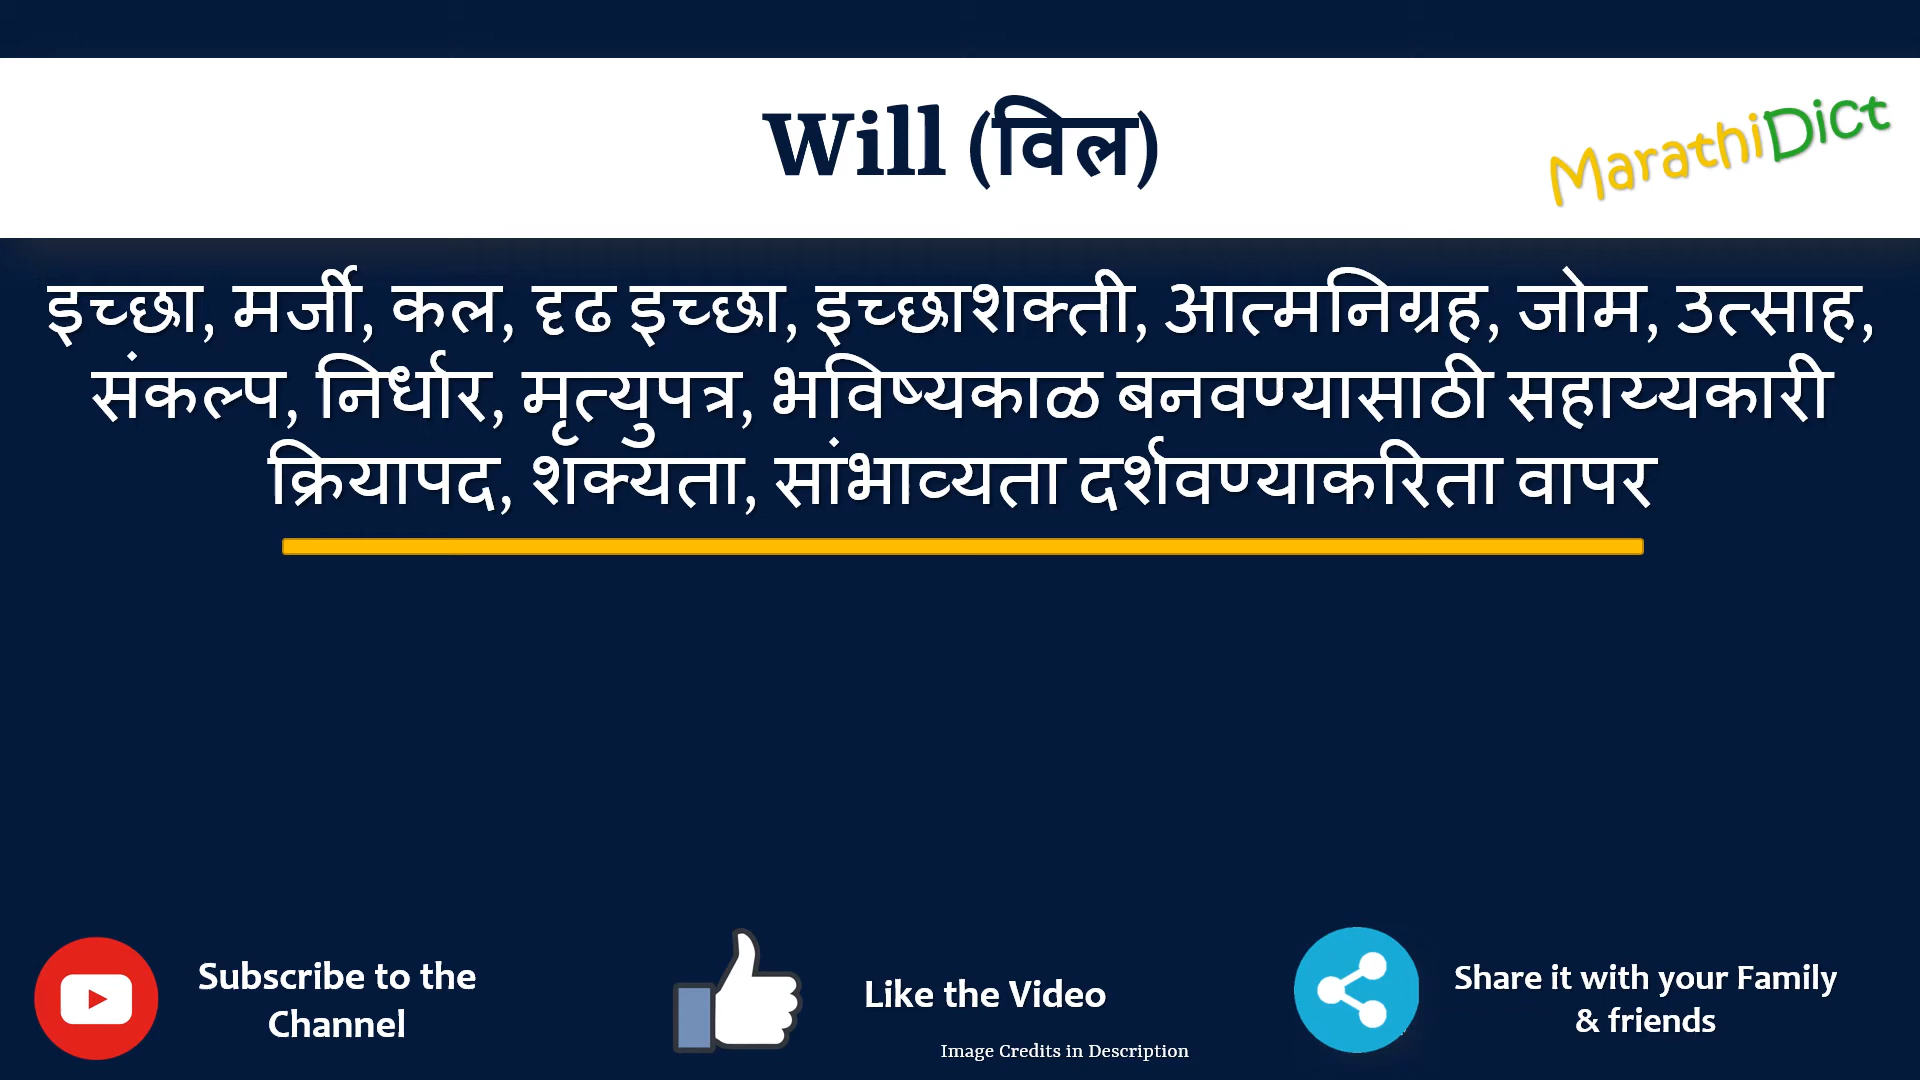 Will (विल)
MarathiDict
इच्छा, मर्जी, कल, दृढ इच्छा, इच्छाशक्ती, आत्मनिग्रह, जोम, उत्साह,
संकल्प, निर्धार, मृत्युपत्र, भविष्यकाळ बनवण्यासाठी सहाय्यकारी
क्रियापद, शक्यता, सांभाव्यता दर्शवण्याकरिता वापर
Subscribe to the
Channel
Like the Video
Share it with your Family
& friends
Image Credits in Description